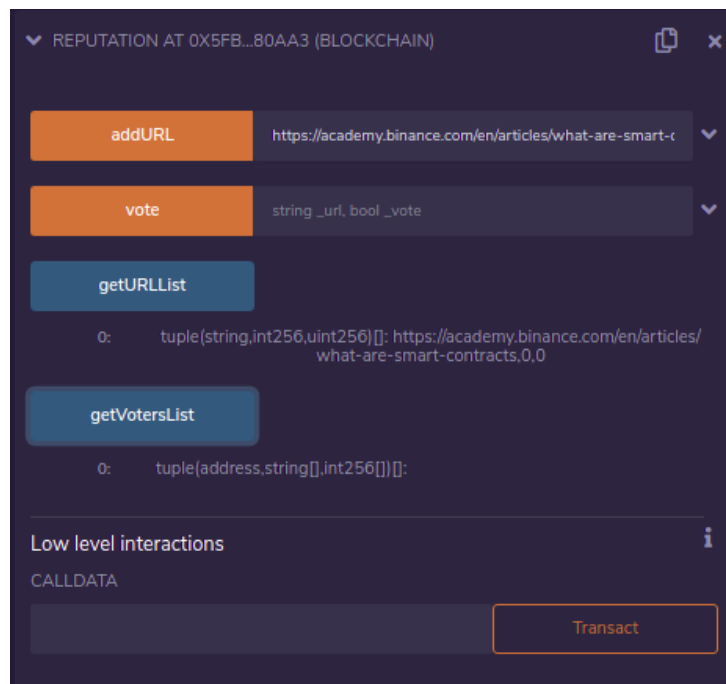 REPUTATION AT 0X5FB...80AA3 (BLOCKCHAIN)
addURL https://academy.binance.com/en/articles/what-are-smart-c
vote string _url, bool _vote
getURLList
0: tuple(string,int256,uint256)[]: https://academy.binance.com/en/articles/
what-are-smart-contracts,0,0
getVotersList
0: tuple(address,string[],int256[])[]:
Low level interactions
CALLDATA
Transact